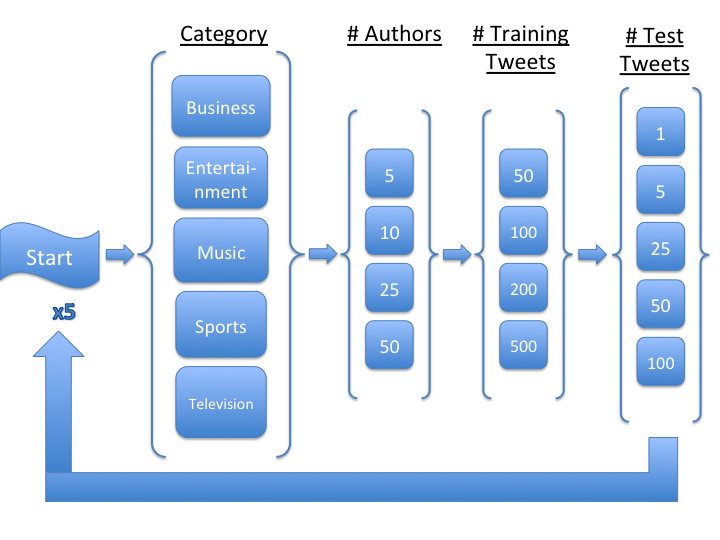 Category
# Authors
# Training
Tweets
# Test
Tweets
Start
x5
Business
Entertai-
nment
Music
Sports
Television
5
10
25
50
50
100
200
500
1
5
25
50
100